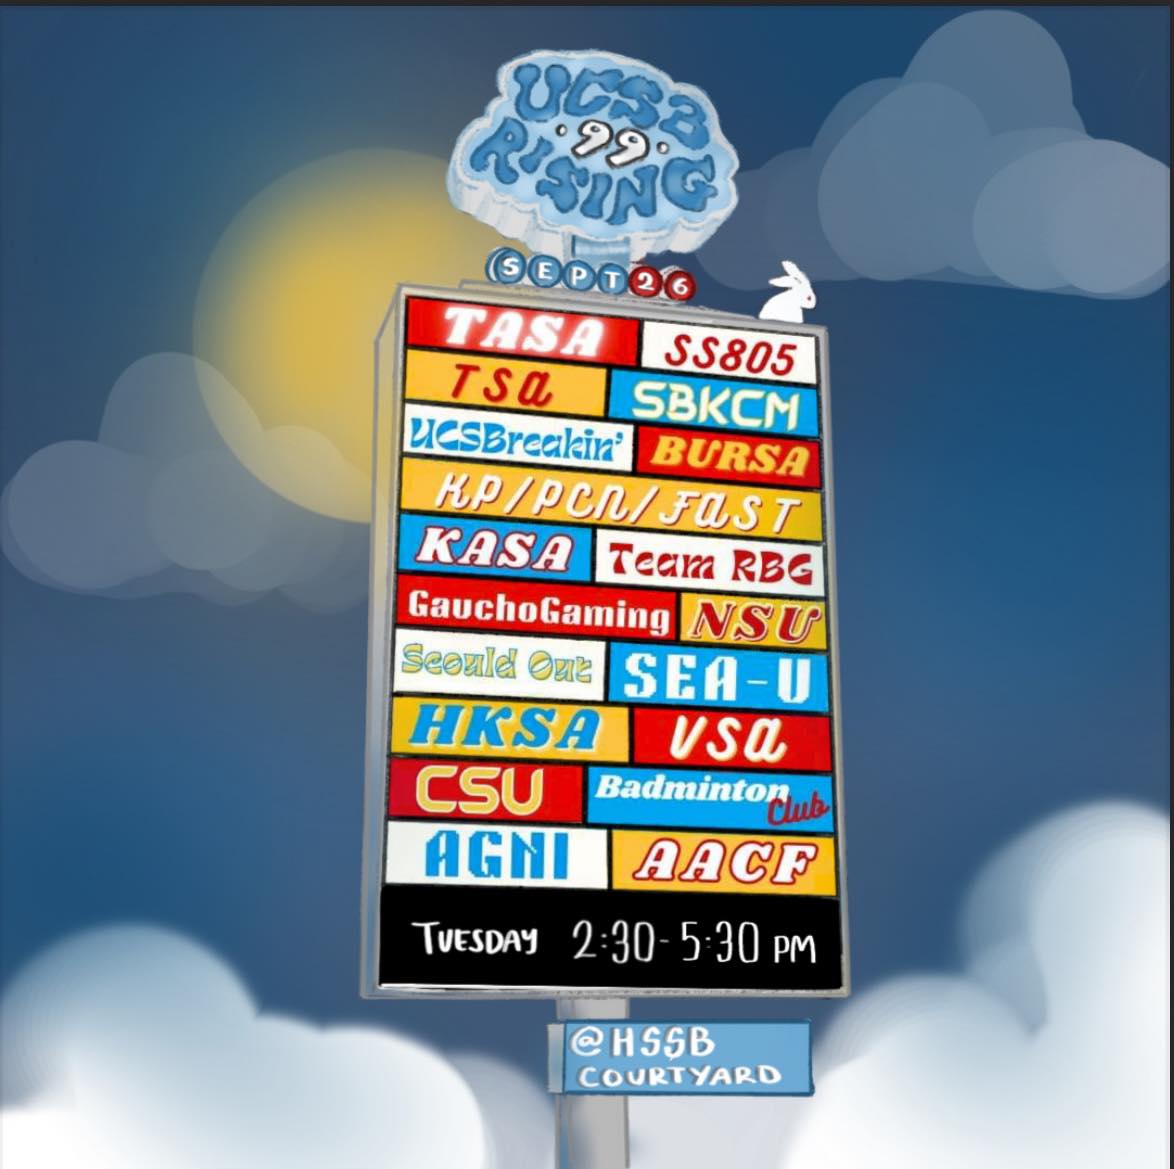 UCSB
·99·
RISING
SEPT 26
TASA SS805
TSA SBKCM
UCSBreakin' BURSA
KP/PCN/FAST
KASA Team RBG
GauchoGaming NSU
Seould Out SEA-U
HKSA VSA
CSU Badminton Club
AGNI AACF
TUESDAY 2:30-5:30 PM
@HSSB
COURTYARD